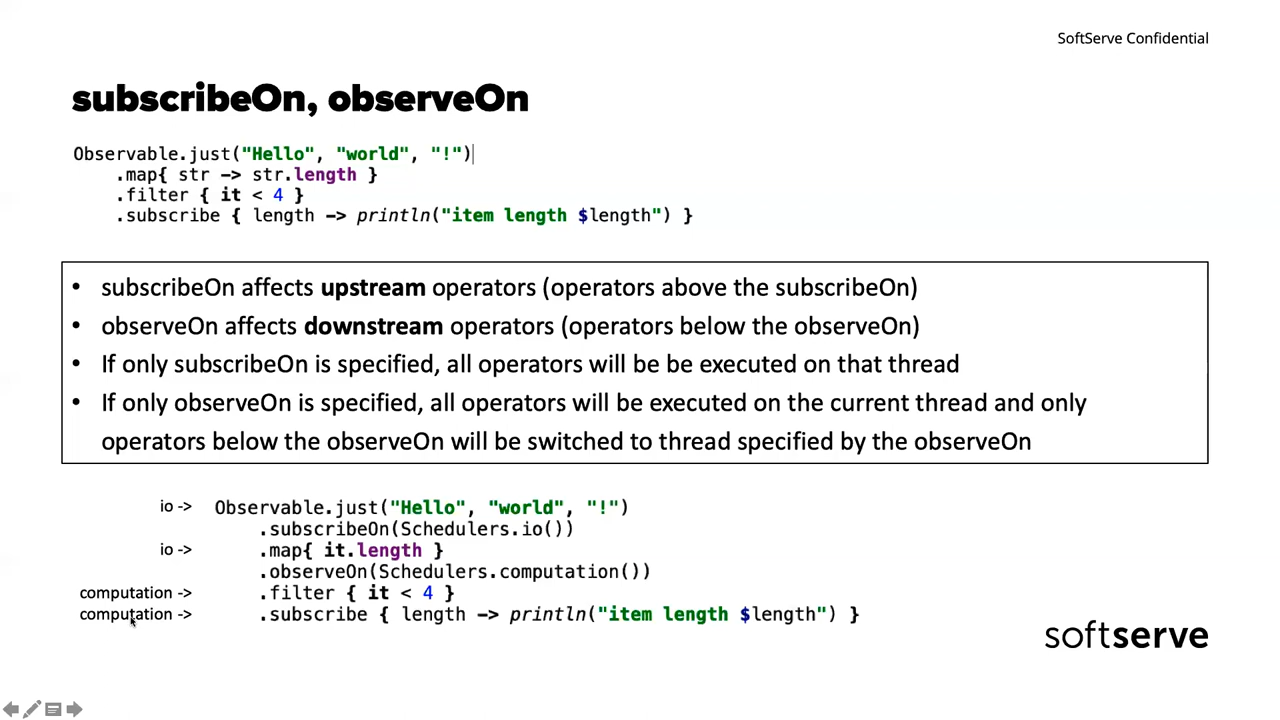 SoftServe Confidential
subscribeOn, observeOn
Observable.just("Hello", "world", "!")
.map{ str -> str.length }
.filter { it < 4 }
.subscribe { length -> println("item length $length") }
• subscribeOn affects upstream operators (operators above the subscribeOn)
• observeOn affects downstream operators (operators below the observeOn)
• If only subscribeOn is specified, all operators will be be executed on that thread
• If only observeOn is specified, all operators will be executed on the current thread and only
operators below the observeOn will be switched to thread specified by the observeOn
io -> Observable.just("Hello", "world", "!")
.subscribeOn(Schedulers.io())
io -> .map{ it.length }
.observeOn(Schedulers.computation())
computation -> .filter { it < 4 }
computation -> .subscribe { length -> println("item length $length") }
softserve